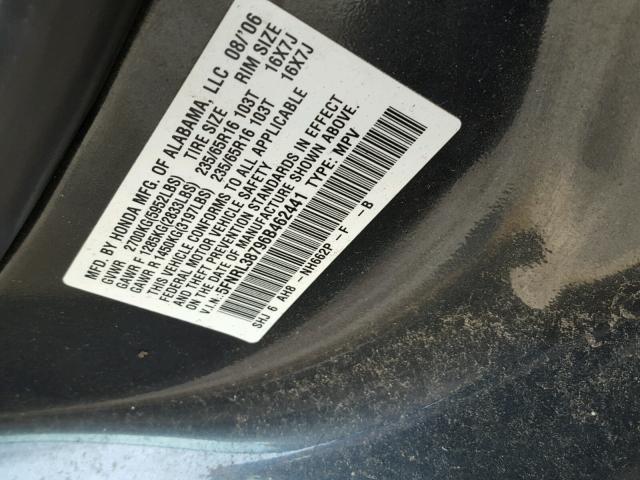 MFD BY HONDA MFG. OF ALABAMA, LLC 08/'06
GVWR 2700KG(5952LBS) TIRE SIZE RIM SIZE
GAWR F 1285KG(2833LBS) 235/65R16 103T 16X7J
GAWR R 1450KG(3197LBS) 235/65R16 103T 16X7J
THIS VEHICLE CONFORMS TO ALL APPLICABLE
FEDERAL MOTOR VEHICLE SAFETY
AND THEFT PREVENTION STANDARDS IN EFFECT
ON THE DATE OF MANUFACTURE SHOWN ABOVE.
V.I.N.:5FNRL38796B462441 TYPE: MPV
SHJ 6 AH8 -NH662P -F -B